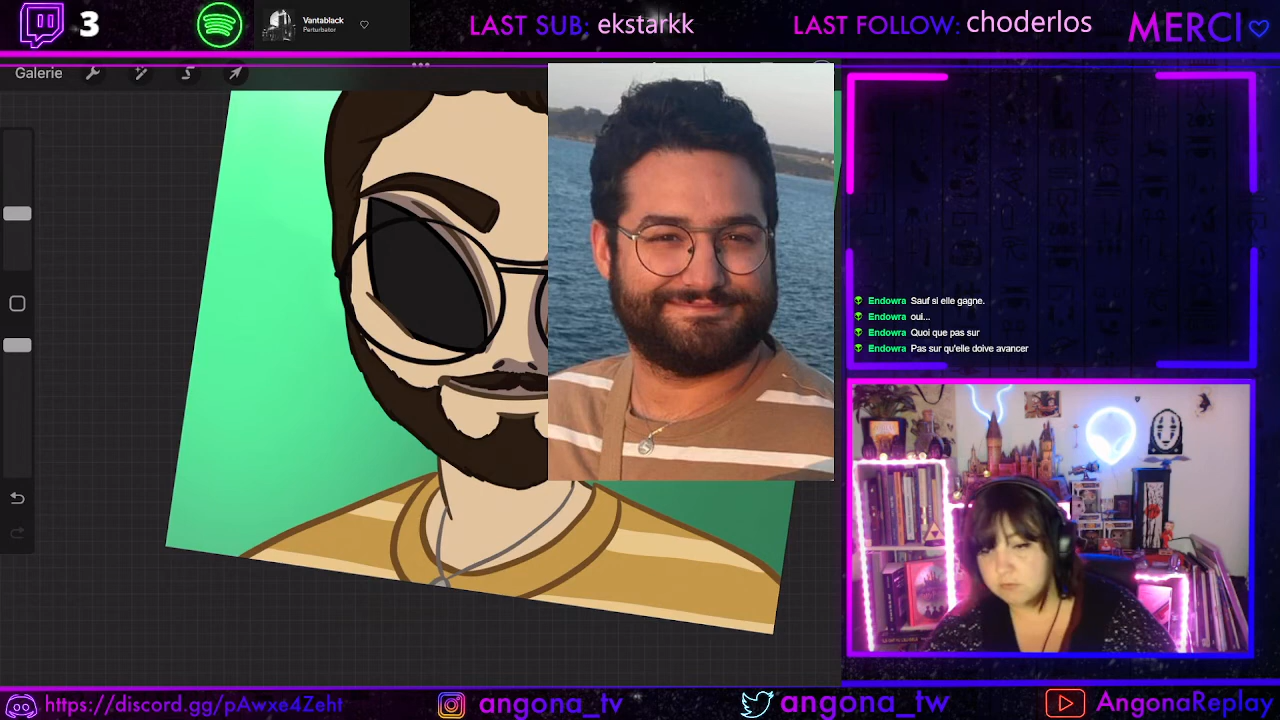 3
Vantablack
Perturbator
LAST SUB: ekstarkk
LAST FOLLOW: choderlos
MERCI
Galerie
Endowra Sauf si elle gagne.
Endowra oui...
Endowra Quoi que pas sur
Endowra Pas sur qu'elle doive avancer
https://discord.gg/pAwxe4Zeht
angona_tv
angona_tw
AngonaReplay